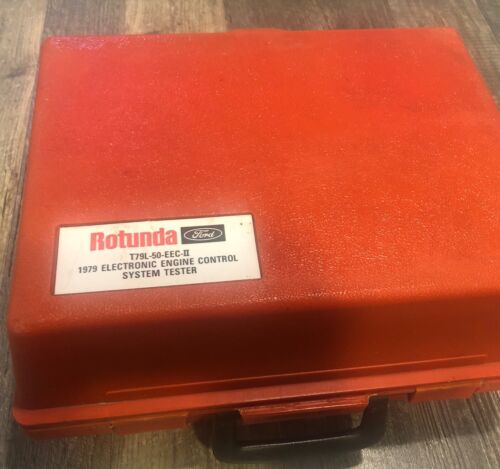 Rotunda Ford
T79L-50-EEC-II
1979 ELECTRONIC ENGINE CONTROL
SYSTEM TESTER